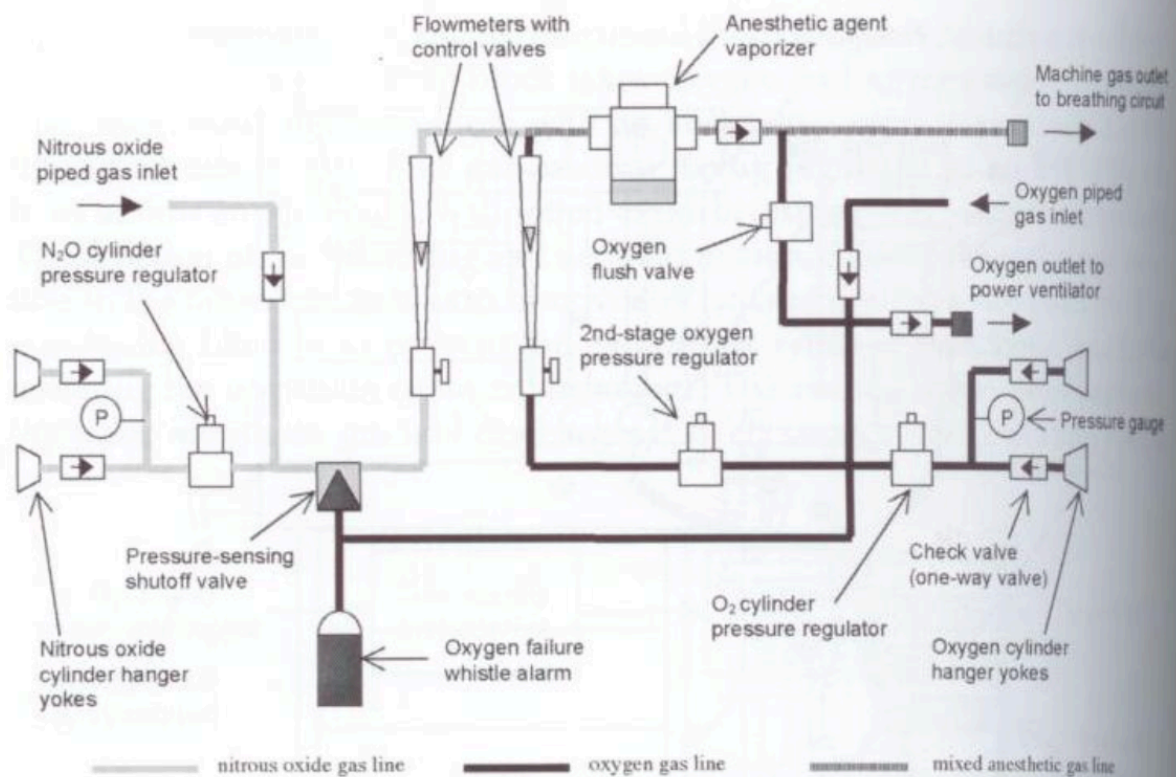 Flowmeters with
control valves
Anesthetic agent
vaporizer
Machine gas outlet
to breathing circuit
Nitrous oxide
piped gas inlet
Oxygen piped
gas inlet
N₂O cylinder
pressure regulator
Oxygen
flush valve
Oxygen outlet to
power ventilator
2nd-stage oxygen
pressure regulator
P
P
Pressure gauge
Pressure-sensing
shutoff valve
Check valve
(one-way valve)
O₂ cylinder
pressure regulator
Nitrous oxide
cylinder hanger
yokes
Oxygen failure
whistle alarm
Oxygen cylinder
hanger yokes
nitrous oxide gas line
oxygen gas line
mixed anesthetic gas line